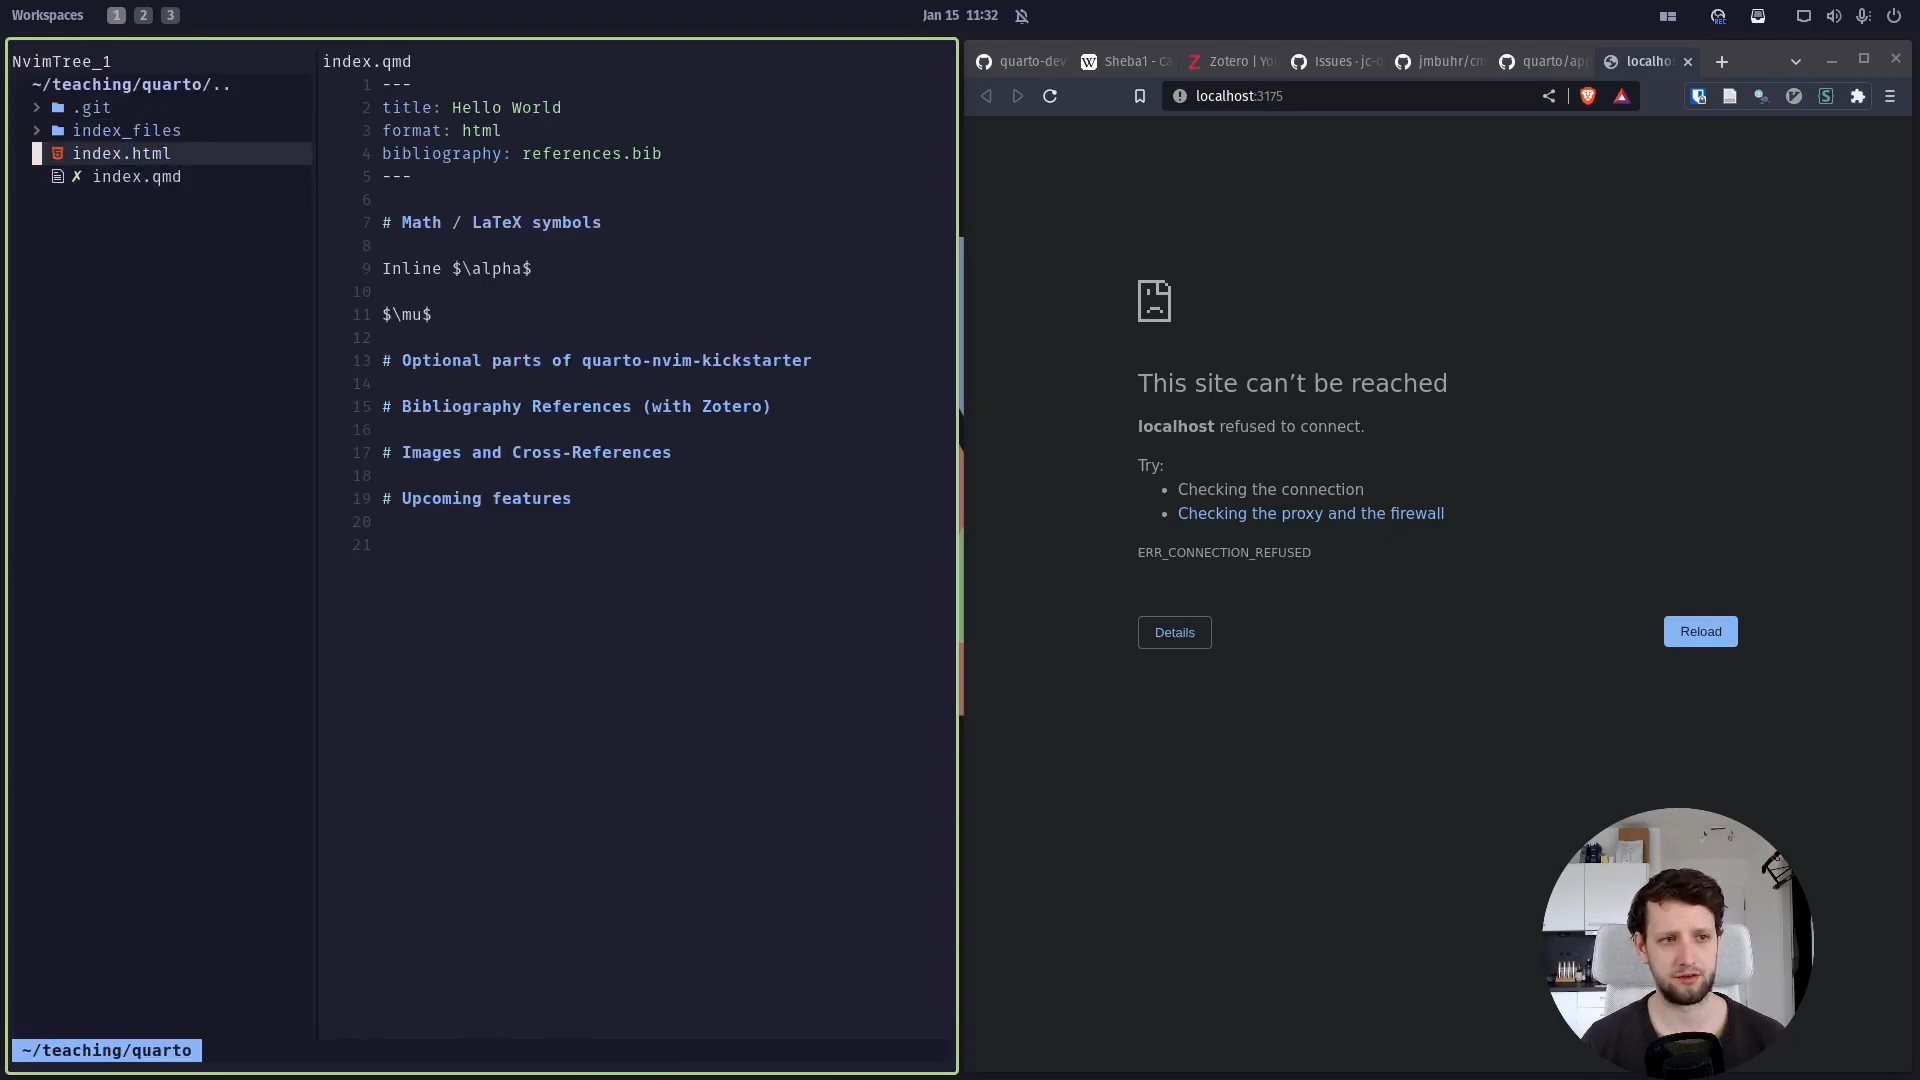 Workspaces 1 2 3
Jan 15 11:32
REC
NvimTree_1
~/teaching/quarto/..
.git
index_files
index.html
✗ index.qmd
~/teaching/quarto
index.qmd
1 ---
2 title: Hello World
3 format: html
4 bibliography: references.bib
5 ---
6
7 # Math / LaTeX symbols
8
9 Inline $\alpha$
10
11 $\mu$
12
13 # Optional parts of quarto-nvim-kickstarter
14
15 # Bibliography References (with Zotero)
16
17 # Images and Cross-References
18
19 # Upcoming features
20
21
quarto-dev
Sheba1 - Ca
Zotero | You
Issues · jc-d
jmbuhr/cm
quarto/app
localhos
localhost:3175
This site can’t be reached
localhost refused to connect.
Try:
• Checking the connection
• Checking the proxy and the firewall
ERR_CONNECTION_REFUSED
Details
Reload